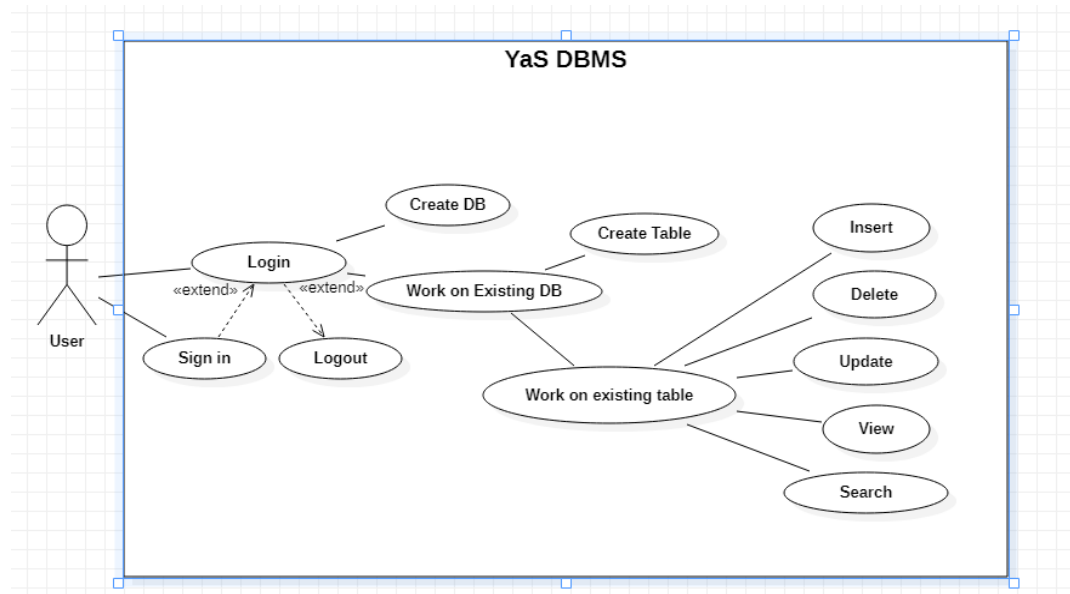 YaS DBMS
Create DB
Create Table
Insert
Login
«extend»
«extend»
Work on Existing DB
Delete
User
Sign in
Logout
Update
Work on existing table
View
Search